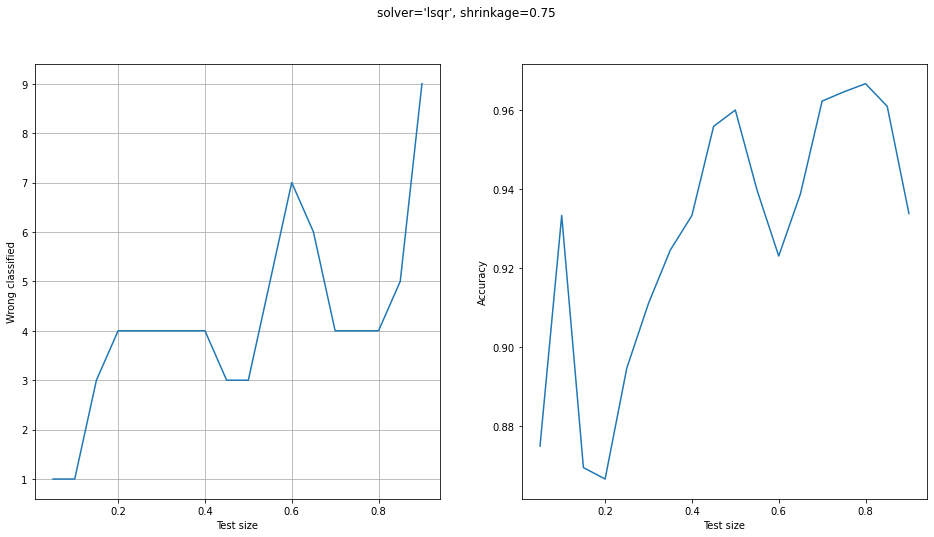 solver='lsqr', shrinkage=0.75
9
8
7
6
5
4
3
2
1
Wrong classified
0.2 0.4 0.6 0.8
Test size
0.96
0.94
0.92
0.90
0.88
Accuracy
0.2 0.4 0.6 0.8
Test size